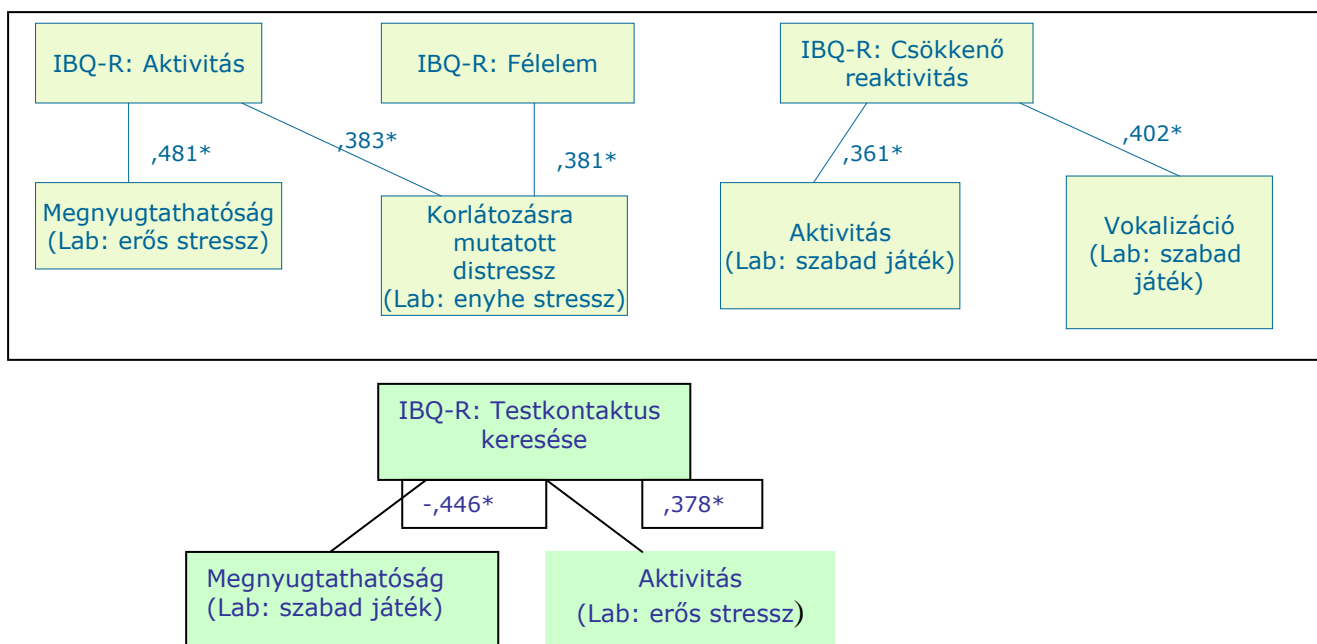 IBQ-R: Aktivitás
IBQ-R: Félelem
IBQ-R: Csökkenő
reaktivitás
,481*
,383*
,381*
,361*
,402*
Megnyugtathatóság
(Lab: erős stressz)
Korlátozásra
mutatott
distressz
(Lab: enyhe stressz)
Aktivitás
(Lab: szabad játék)
Vokalizáció
(Lab: szabad
játék)
IBQ-R: Testkontaktus
keresése
-,446*
,378*
Megnyugtathatóság
(Lab: szabad játék)
Aktivitás
(Lab: erős stressz)